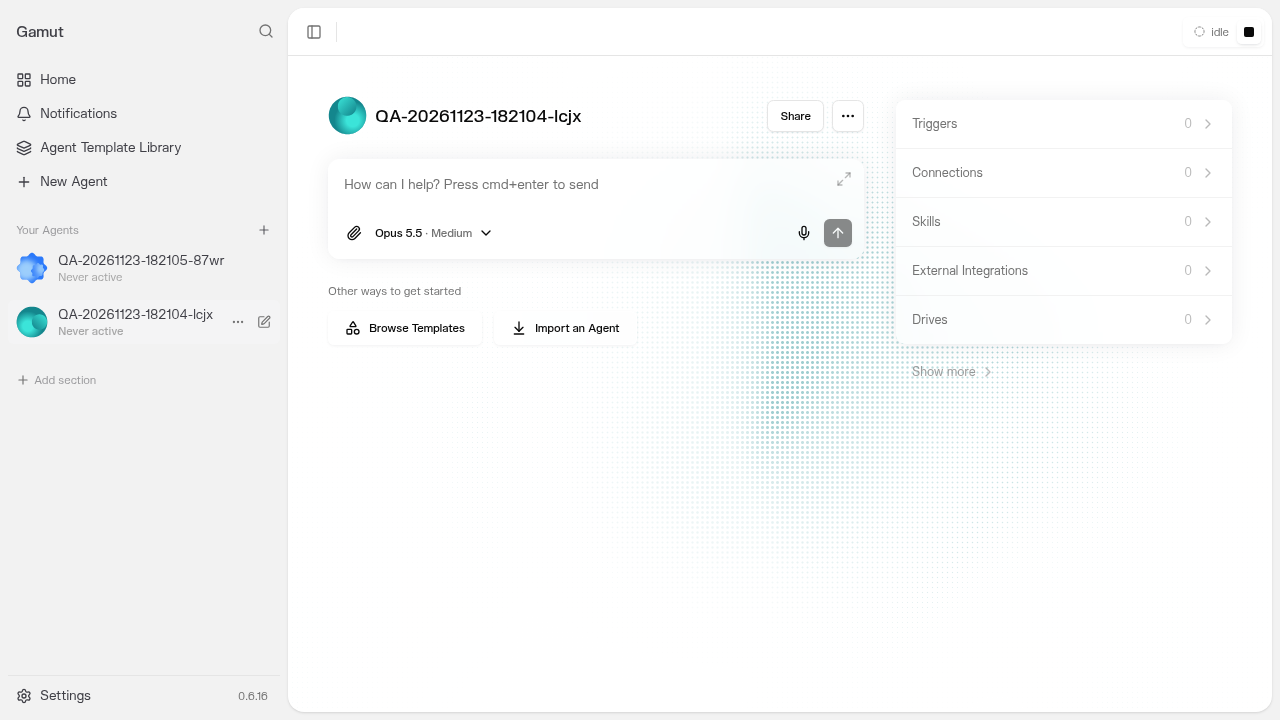 Gamut
Home
Notifications
Agent Template Library
New Agent
Your Agents
QA-20261123-182105-87wr
Never active
QA-20261123-182104-lcjx
Never active
Add section
Settings
0.6.16
idle
QA-20261123-182104-lcjx
Share
How can I help? Press cmd+enter to send
Opus 5.5 · Medium
Other ways to get started
Browse Templates
Import an Agent
Triggers 0
Connections 0
Skills 0
External Integrations 0
Drives 0
Show more